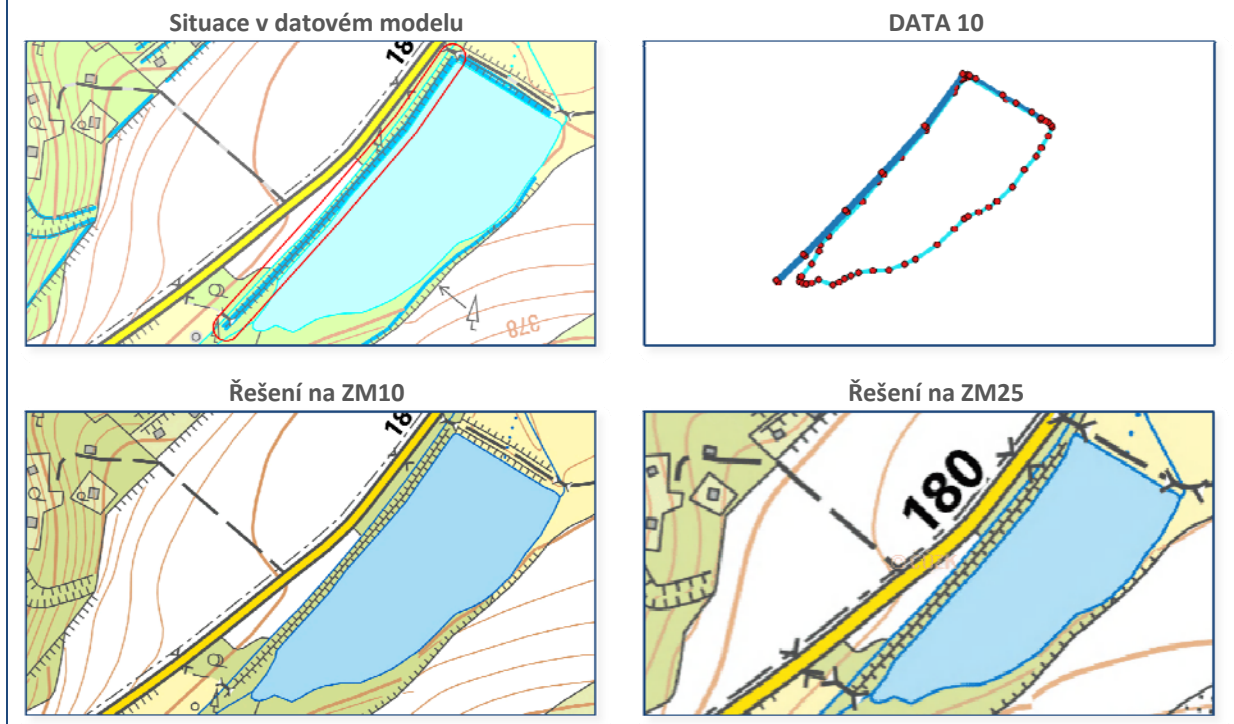 Situace v datovém modelu
DATA 10
18
378
Řešení na ZM10
Řešení na ZM25
18
180